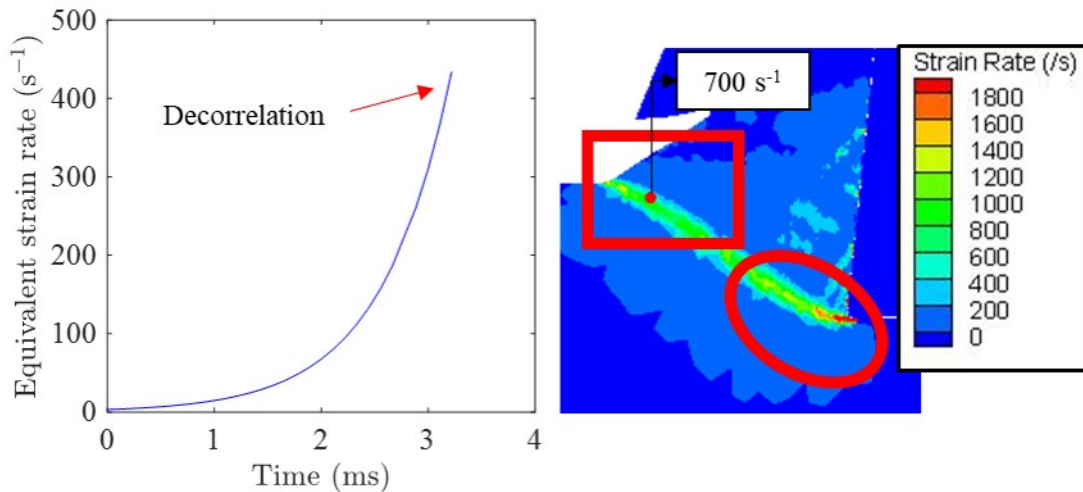 500
400
300
200
100
0
0 1 2 3 4
Equivalent strain rate (s⁻¹)
Time (ms)
Decorrelation
700 s⁻¹
Strain Rate (/s)
1800
1600
1400
1200
1000
800
600
400
200
0